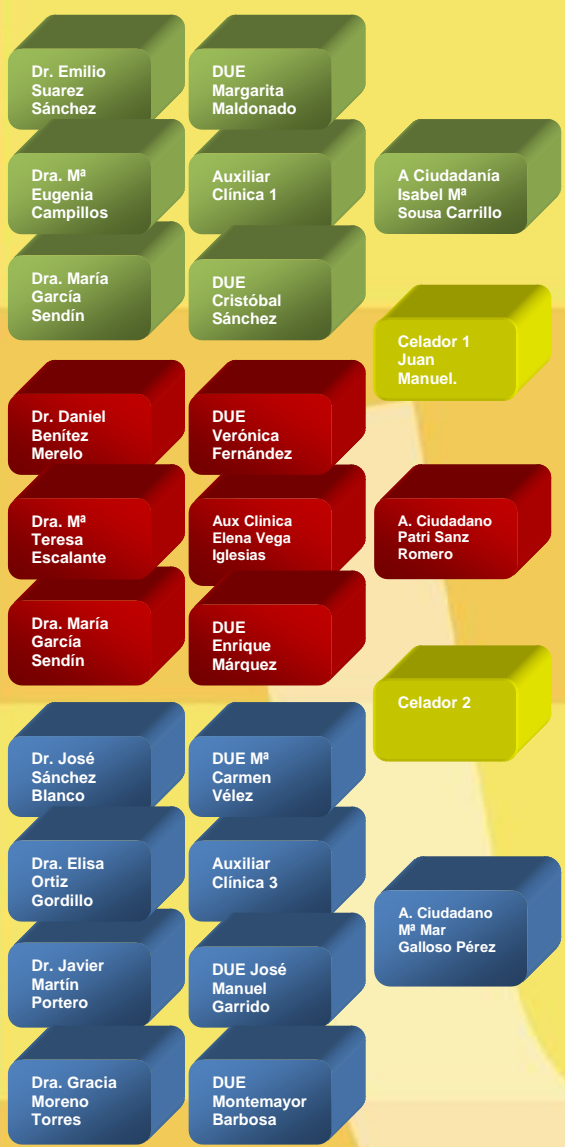 Dr. Emilio
Suarez
Sánchez
DUE
Margarita
Maldonado
Dra. Mª
Eugenia
Campillos
Auxiliar
Clínica 1
A Ciudadanía
Isabel Mª
Sousa Carrillo
Dra. María
García
Sendín
DUE
Cristóbal
Sánchez
Celador 1
Juan
Manuel.
Dr. Daniel
Benítez
Merelo
DUE
Verónica
Fernández
Dra. Mª
Teresa
Escalante
Aux Clinica
Elena Vega
Iglesias
A. Ciudadano
Patri Sanz
Romero
Dra. María
García
Sendín
DUE
Enrique
Márquez
Celador 2
Dr. José
Sánchez
Blanco
DUE Mª
Carmen
Vélez
Dra. Elisa
Ortiz
Gordillo
Auxiliar
Clínica 3
A. Ciudadano
Mª Mar
Galloso Pérez
Dr. Javier
Martín
Portero
DUE José
Manuel
Garrido
Dra. Gracia
Moreno
Torres
DUE
Montemayor
Barbosa